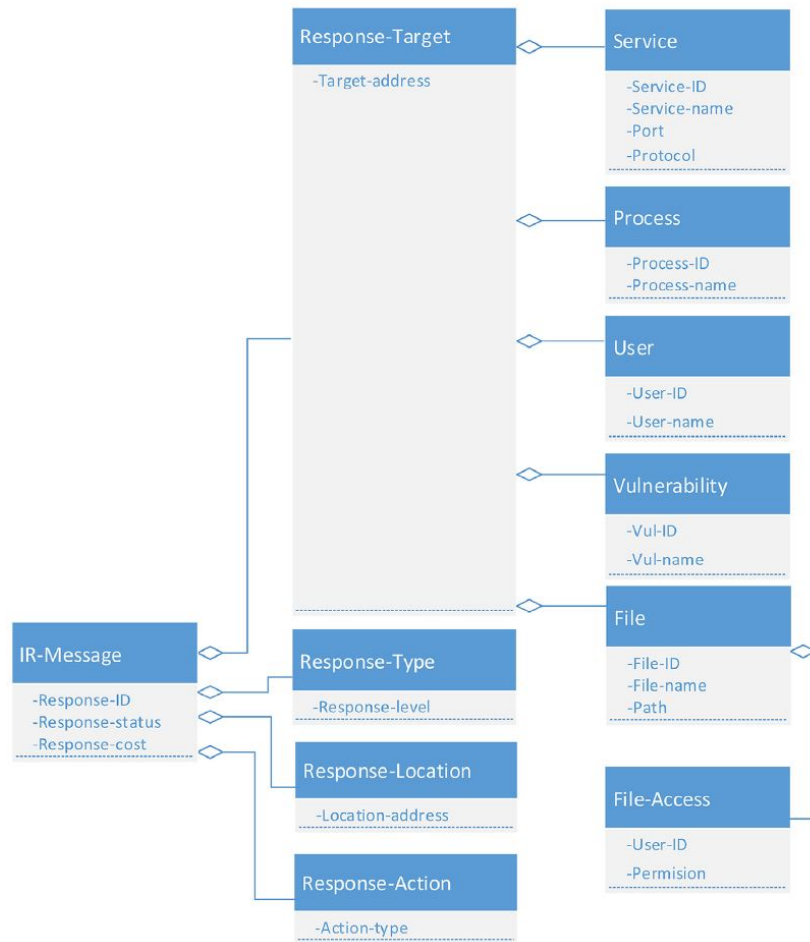 Response-Target
-Target-address
Service
-Service-ID
-Service-name
-Port
-Protocol
Process
-Process-ID
-Process-name
User
-User-ID
-User-name
Vulnerability
-Vul-ID
-Vul-name
File
-File-ID
-File-name
-Path
File-Access
-User-ID
-Permision
IR-Message
-Response-ID
-Response-status
-Response-cost
Response-Type
-Response-level
Response-Location
-Location-address
Response-Action
-Action-type